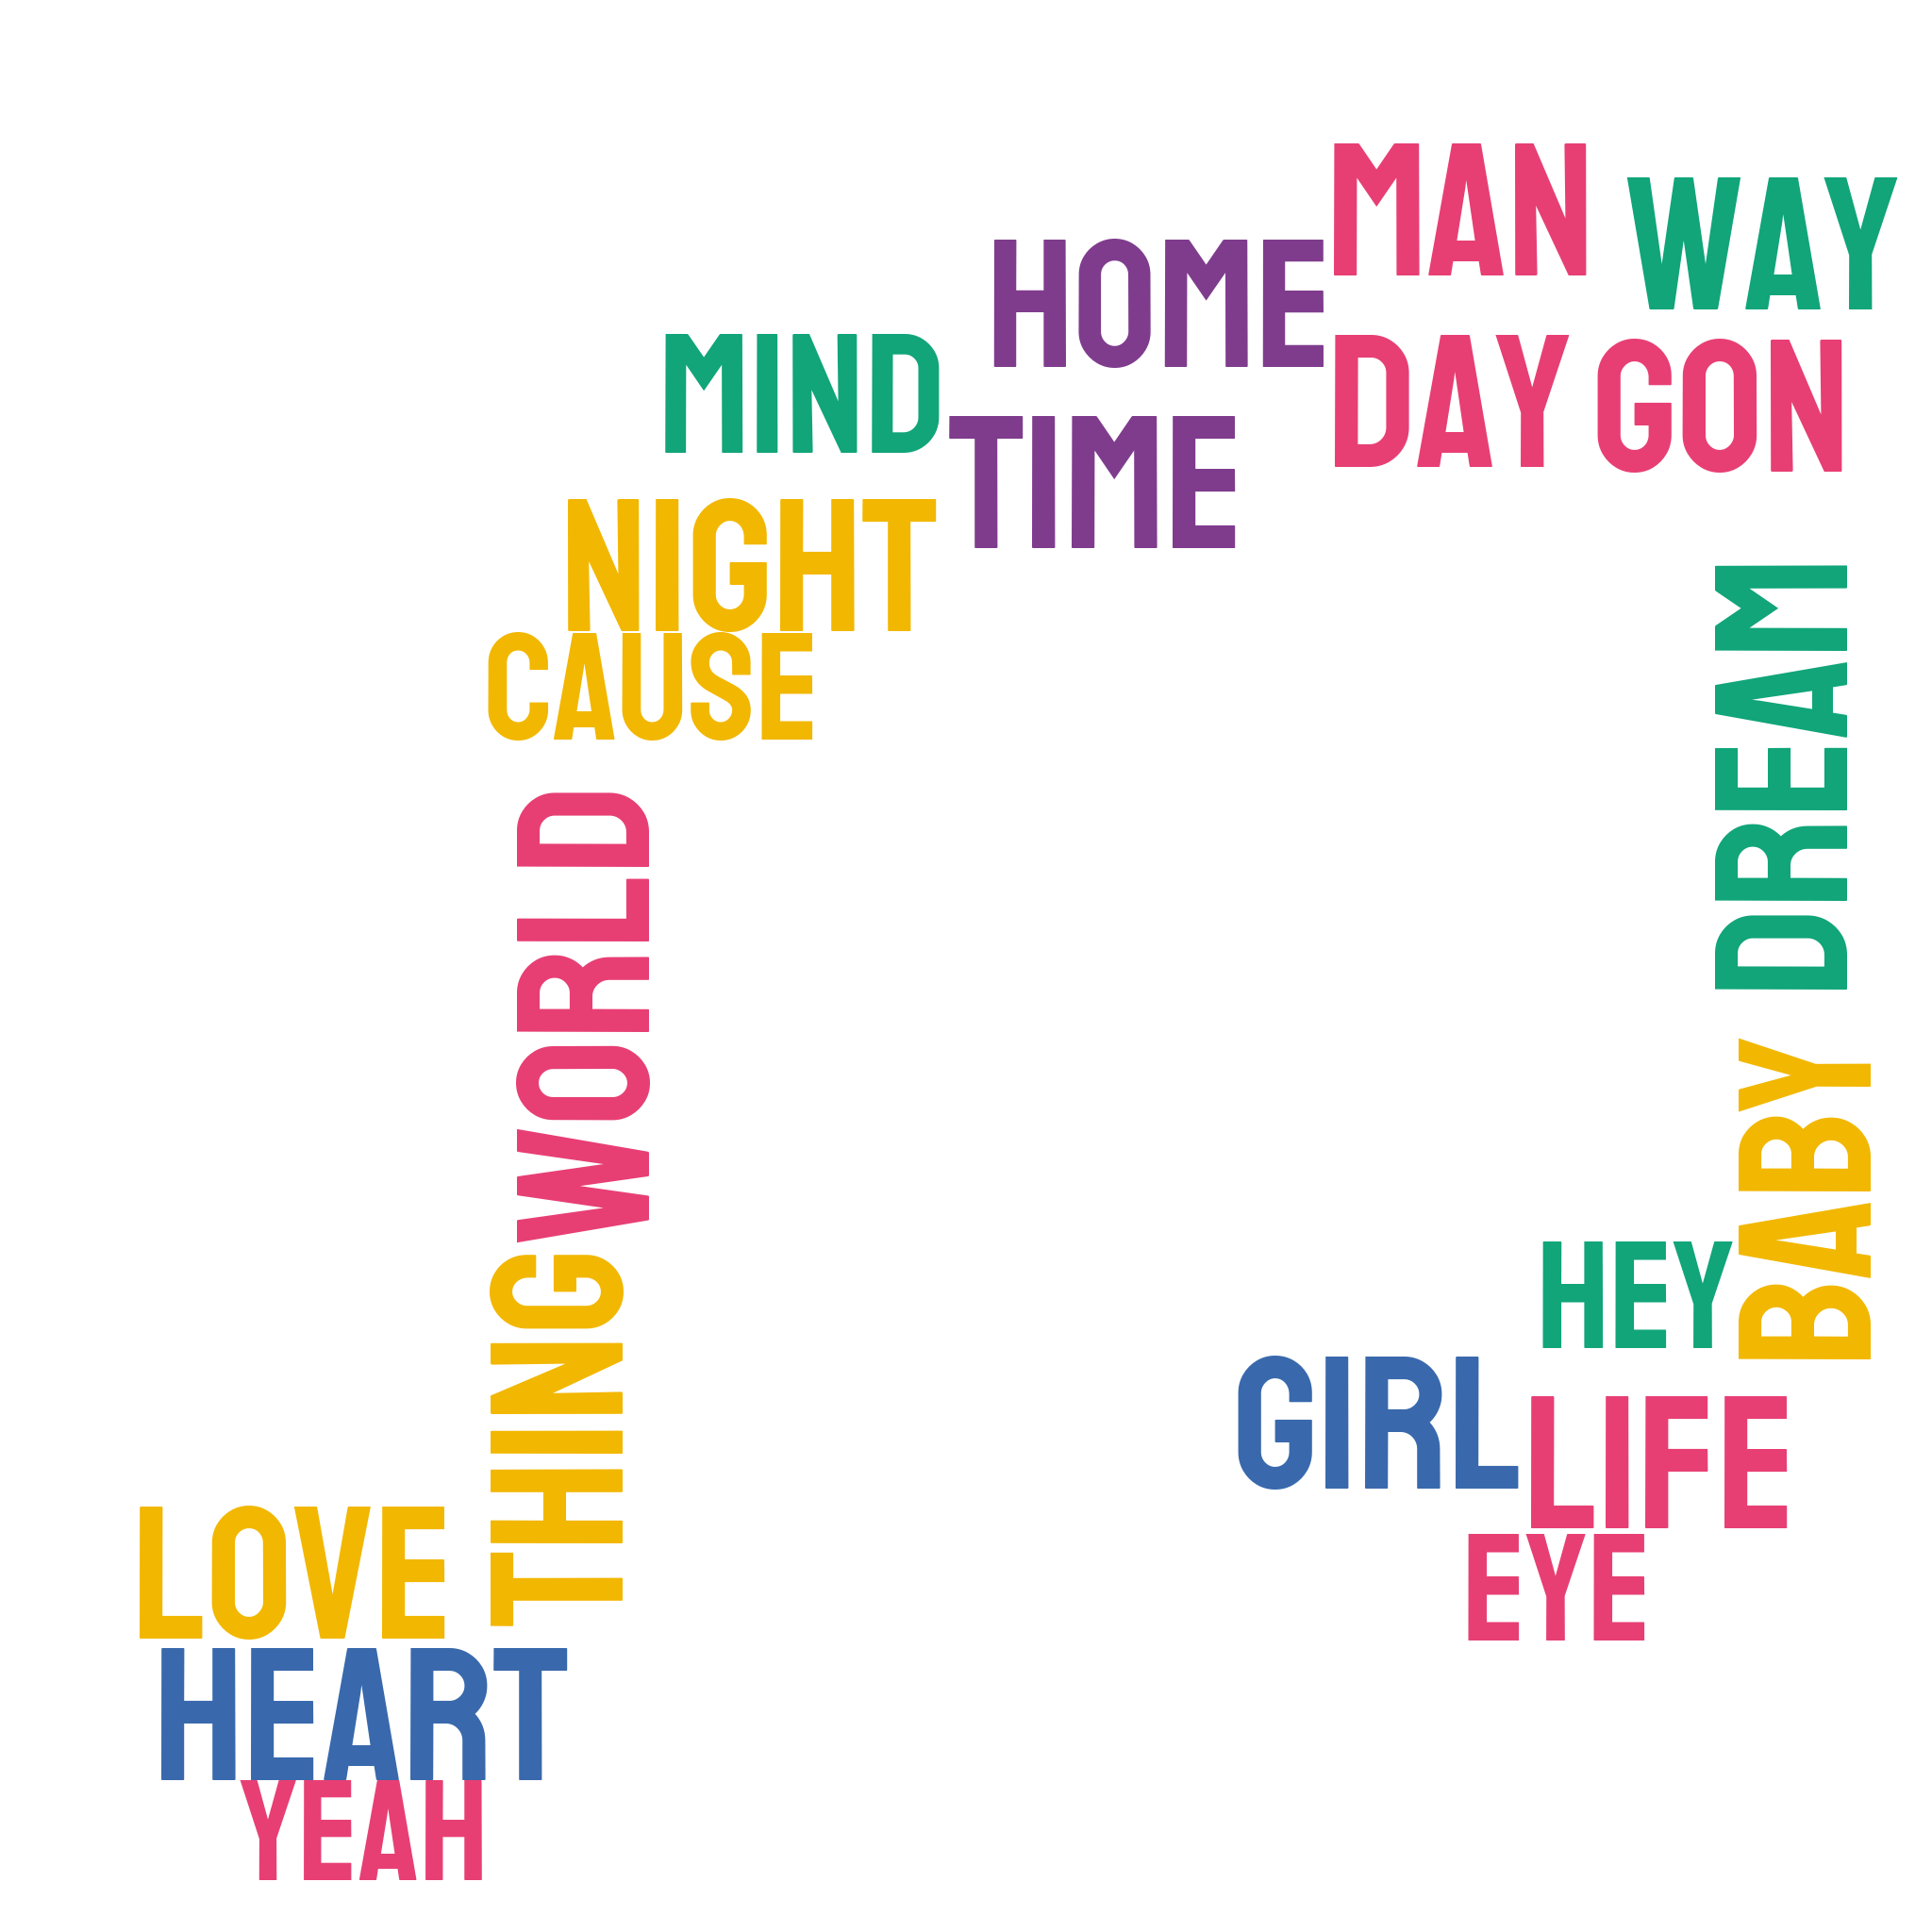 MAN
WAY
HOME
MIND
DAY
GON
TIME
NIGHT
CAUSE
DREAM
WORLD
BABY
HEY
THING
GIRL
LIFE
LOVE
EYE
HEART
YEAH